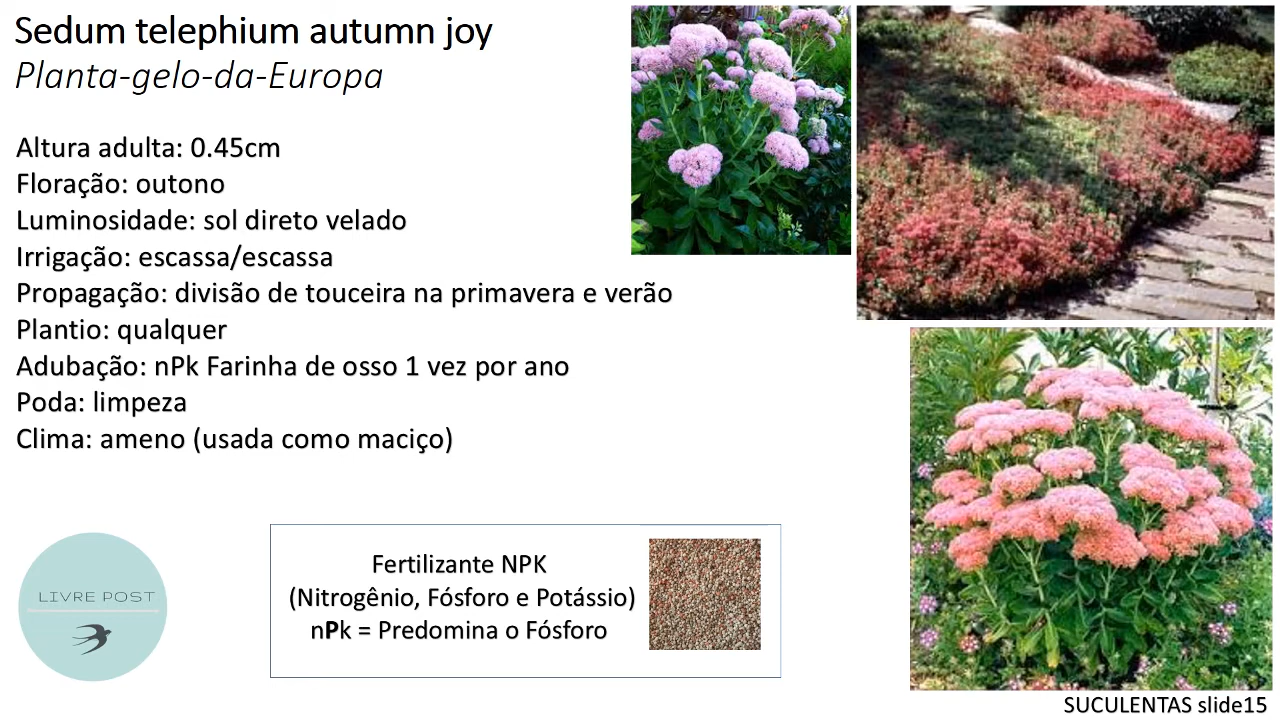 Sedum telephium autumn joy
Planta-gelo-da-Europa
Altura adulta: 0.45cm
Floração: outono
Luminosidade: sol direto velado
Irrigação: escassa/escassa
Propagação: divisão de touceira na primavera e verão
Plantio: qualquer
Adubação: nPk Farinha de osso 1 vez por ano
Poda: limpeza
Clima: ameno (usada como maciço)
LIVRE POST
Fertilizante NPK
(Nitrogênio, Fósforo e Potássio)
nPk = Predomina o Fósforo
SUCULENTAS slide15